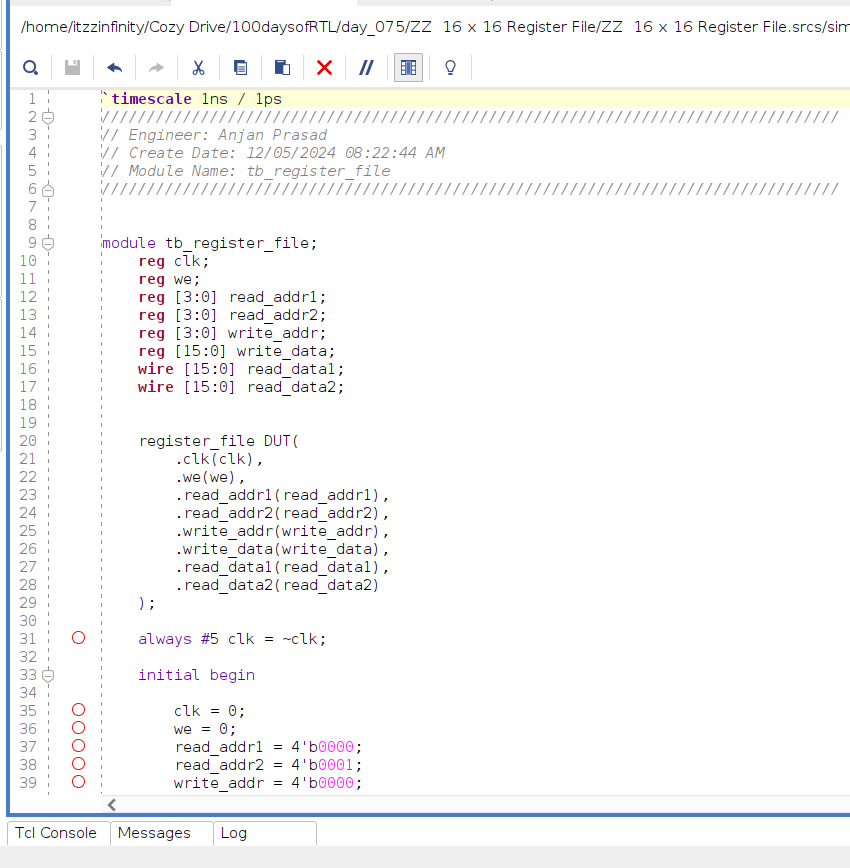 /home/itzzinfinity/Cozy Drive/100daysofRTL/day_075/ZZ  16 x 16 Register File/ZZ  16 x 16 Register File.srcs/sim
1 `timescale 1ns / 1ps
2 //////////////////////////////////////////////////////////////////////////////////
3 // Engineer: Anjan Prasad
4 // Create Date: 12/05/2024 08:22:44 AM
5 // Module Name: tb_register_file
6 //////////////////////////////////////////////////////////////////////////////////
7
8
9 module tb_register_file;
10     reg clk;
11     reg we;
12     reg [3:0] read_addr1;
13     reg [3:0] read_addr2;
14     reg [3:0] write_addr;
15     reg [15:0] write_data;
16     wire [15:0] read_data1;
17     wire [15:0] read_data2;
18
19
20     register_file DUT(
21         .clk(clk),
22         .we(we),
23         .read_addr1(read_addr1),
24         .read_addr2(read_addr2),
25         .write_addr(write_addr),
26         .write_data(write_data),
27         .read_data1(read_data1),
28         .read_data2(read_data2)
29     );
30
31     always #5 clk = ~clk;
32
33     initial begin
34
35         clk = 0;
36         we = 0;
37         read_addr1 = 4'b0000;
38         read_addr2 = 4'b0001;
39         write_addr = 4'b0000;
Tcl Console Messages Log